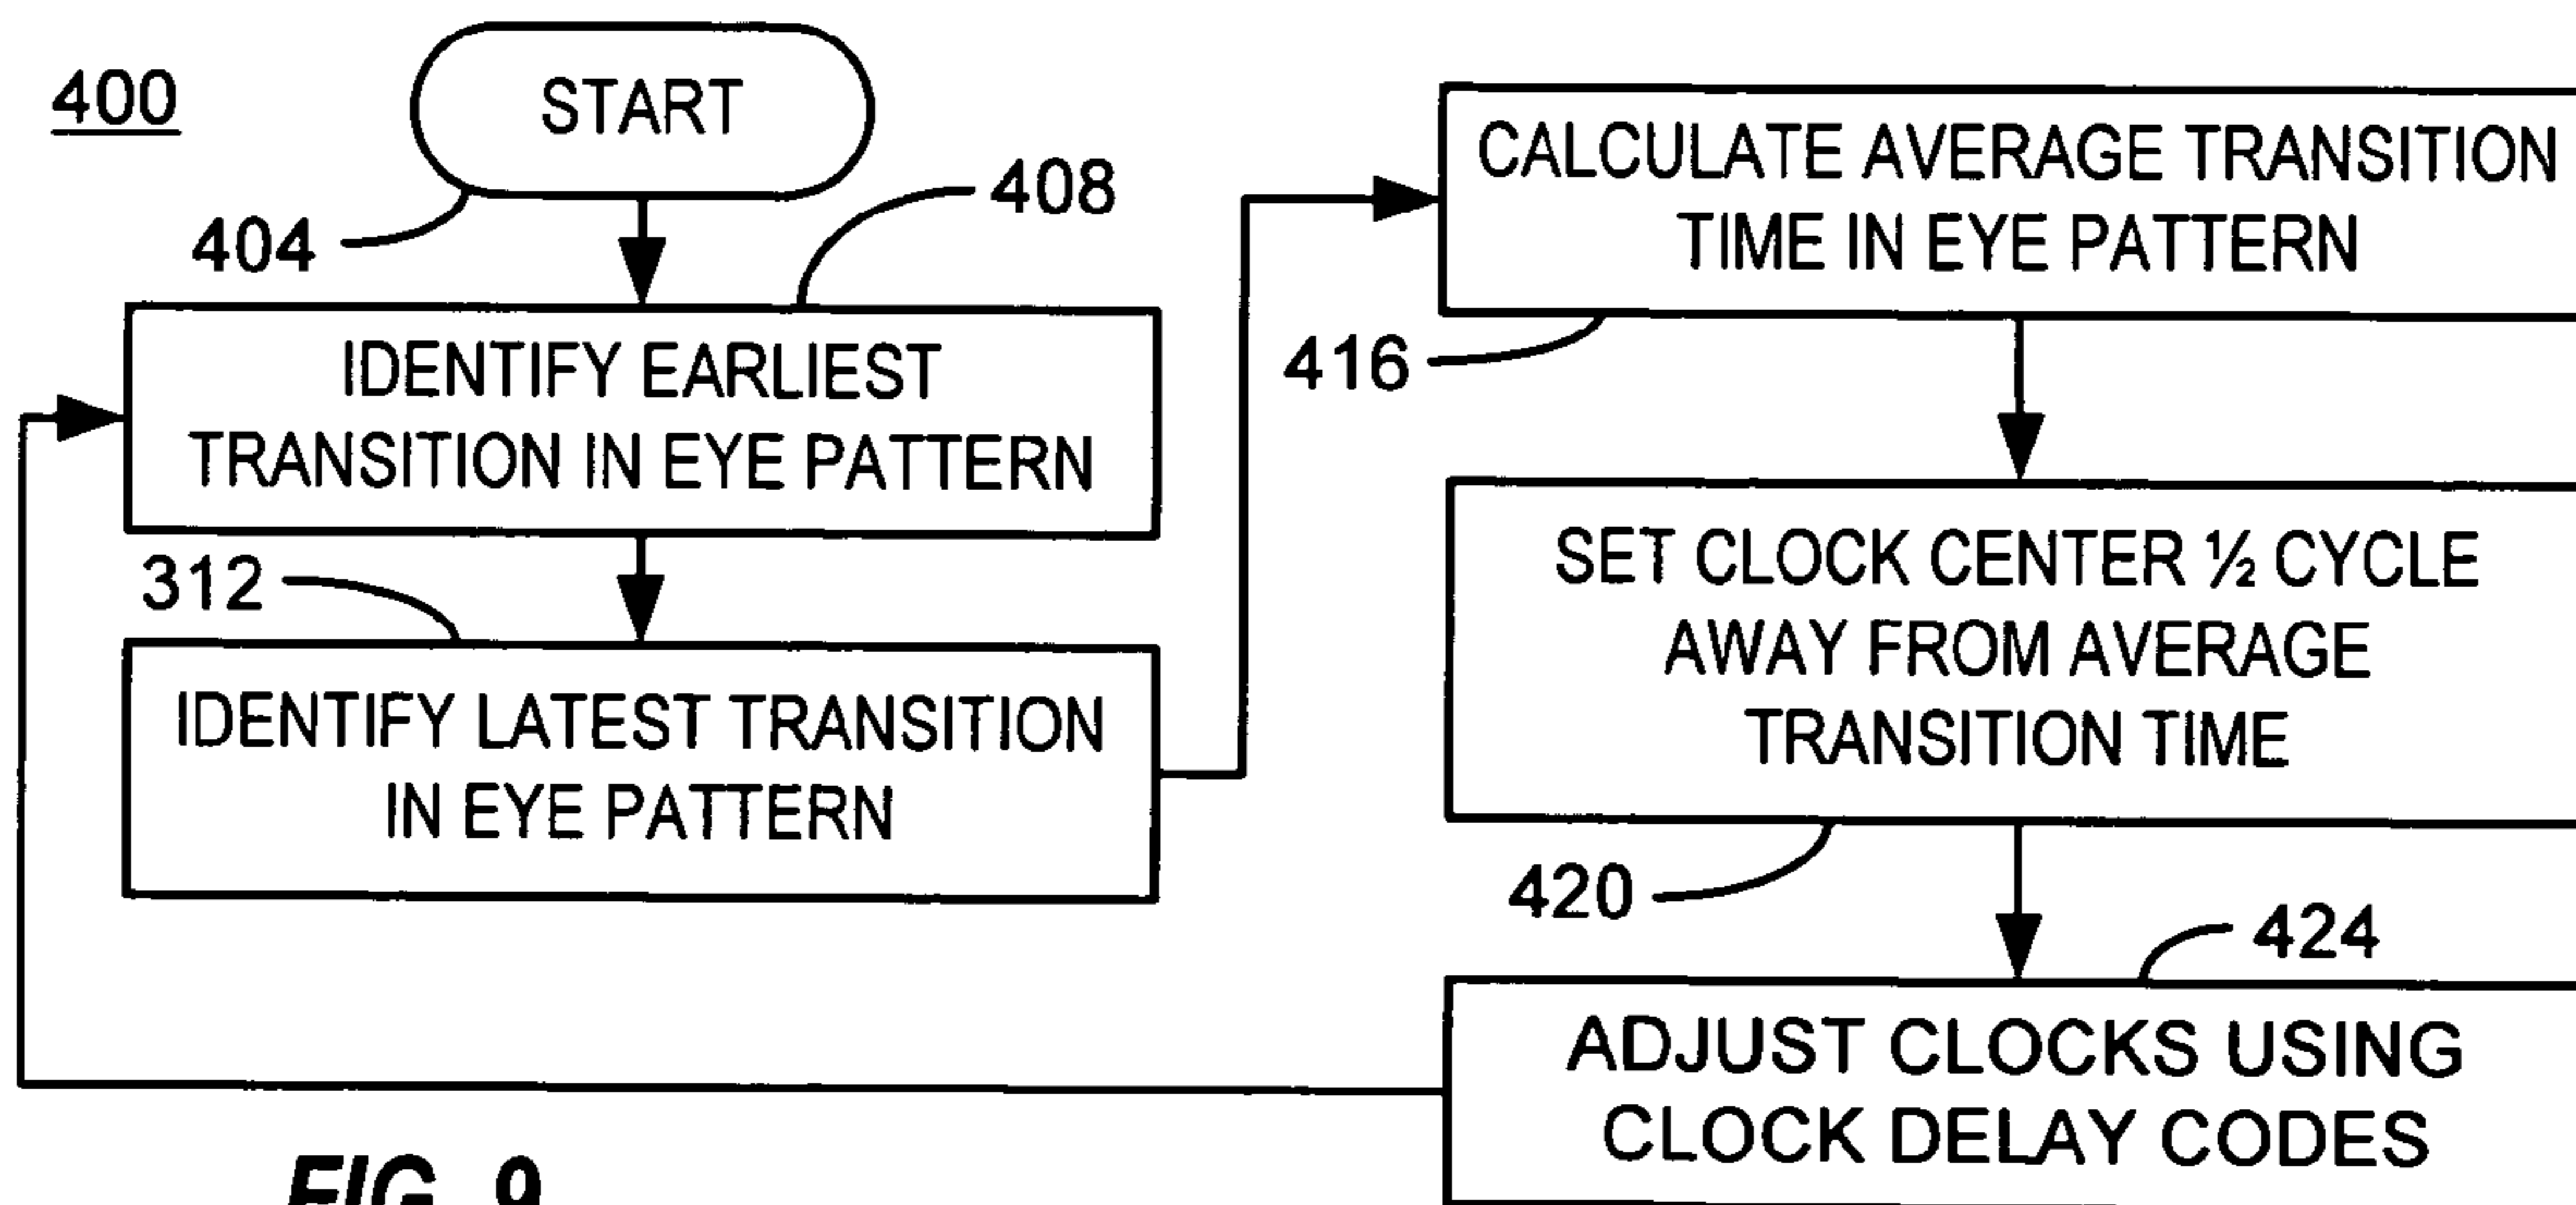 400
START
404
408
IDENTIFY EARLIEST
TRANSITION IN EYE PATTERN
312
IDENTIFY LATEST TRANSITION
IN EYE PATTERN
CALCULATE AVERAGE TRANSITION
TIME IN EYE PATTERN
416
SET CLOCK CENTER ½ CYCLE
AWAY FROM AVERAGE
TRANSITION TIME
420
424
ADJUST CLOCKS USING
CLOCK DELAY CODES
FIG. 9